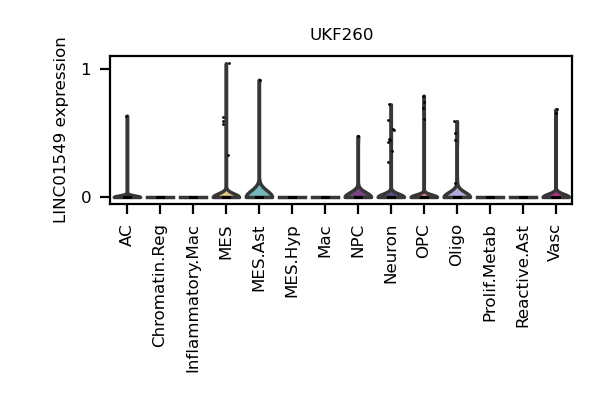 UKF260
LINC01549 expression
1
0
AC
Chromatin.Reg
Inflammatory.Mac
MES
MES.Ast
MES.Hyp
Mac
NPC
Neuron
OPC
Oligo
Prolif.Metab
Reactive.Ast
Vasc